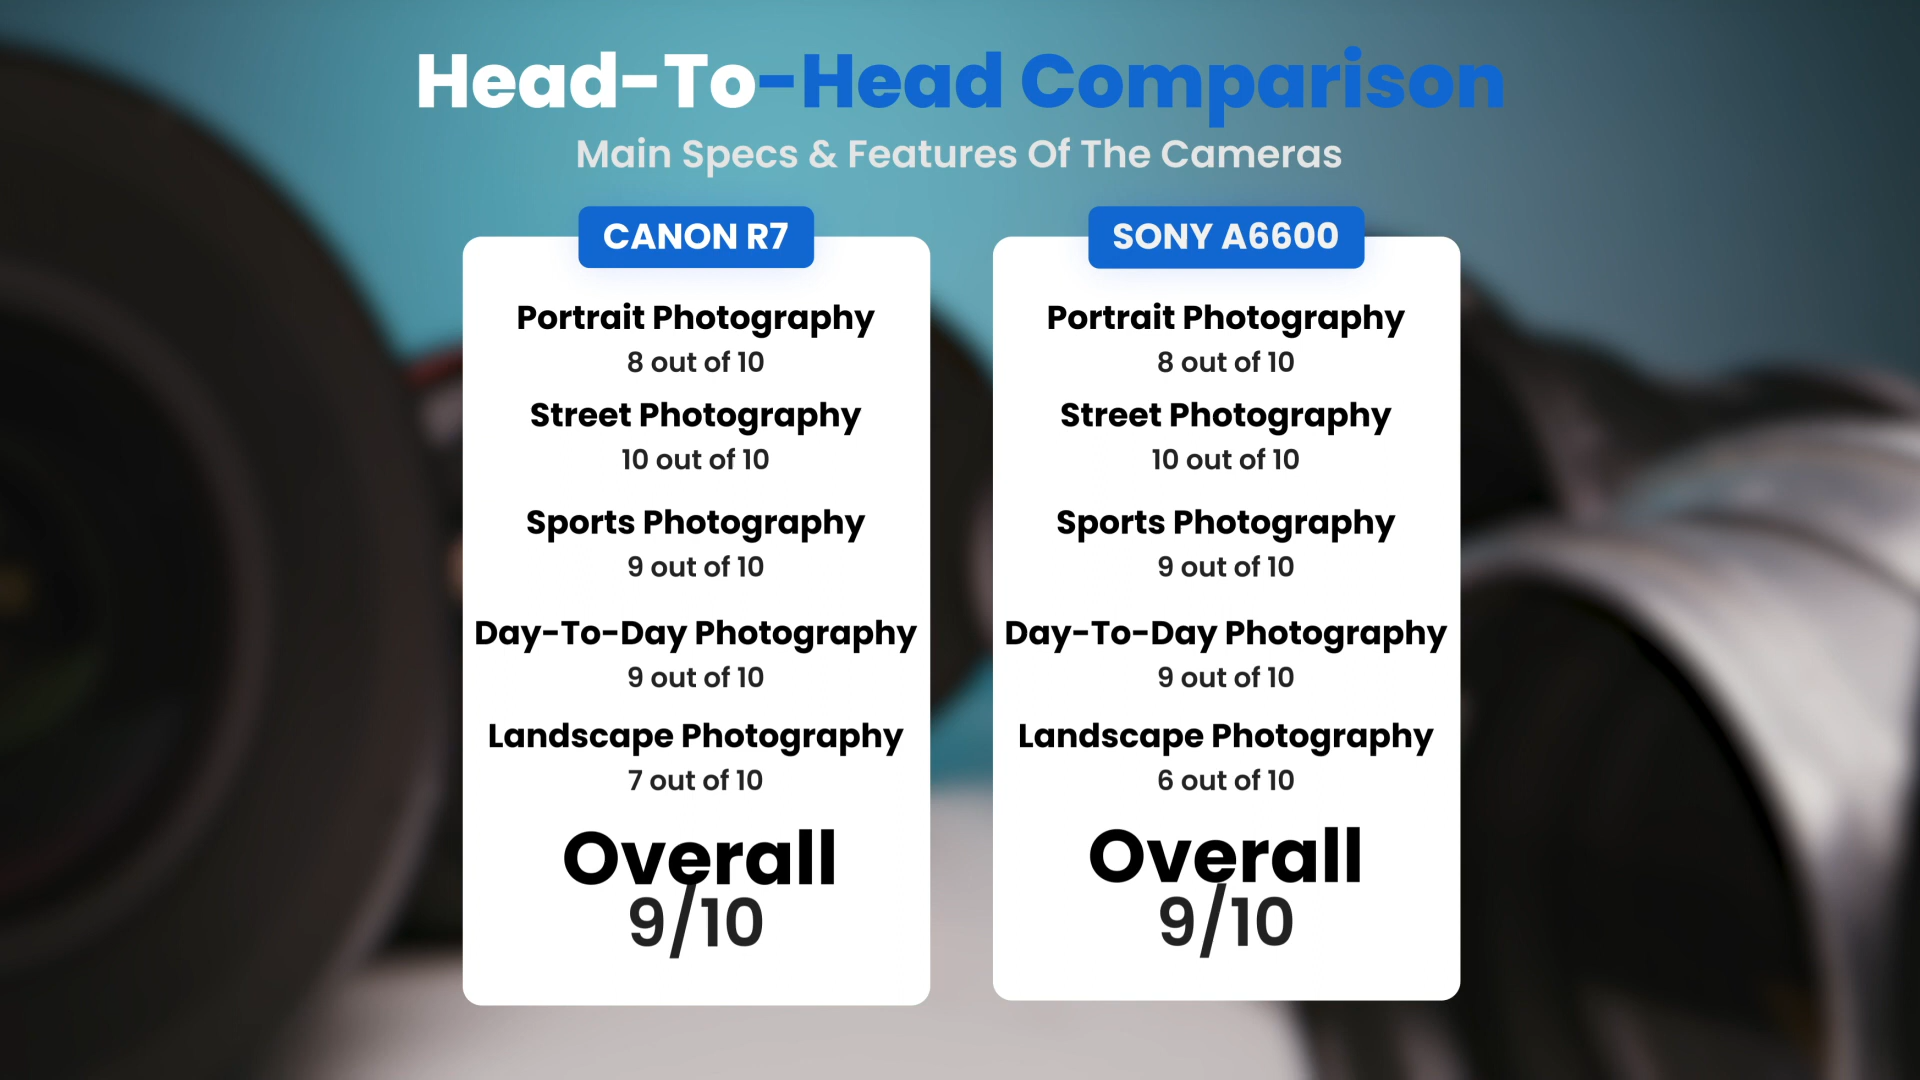 Head-To-Head Comparison
Main Specs & Features Of The Cameras
CANON R7
Portrait Photography
8 out of 10
Street Photography
10 out of 10
Sports Photography
9 out of 10
Day-To-Day Photography
9 out of 10
Landscape Photography
7 out of 10
Overall
9/10
SONY A6600
Portrait Photography
8 out of 10
Street Photography
10 out of 10
Sports Photography
9 out of 10
Day-To-Day Photography
9 out of 10
Landscape Photography
6 out of 10
Overall
9/10